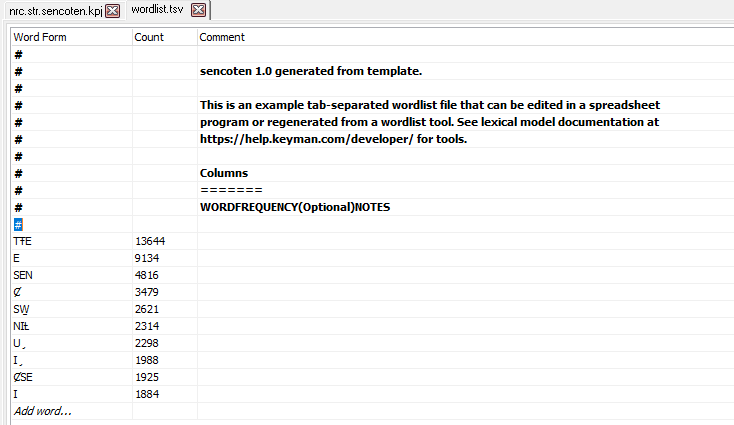 nrc.str.sencoten.kpj wordlist.tsv
Word Form Count Comment
#
# sencoten 1.0 generated from template.
#
# This is an example tab-separated wordlist file that can be edited in a spreadsheet
# program or regenerated from a wordlist tool. See lexical model documentation at
# https://help.keyman.com/developer/ for tools.
#
# Columns
# =======
# WORDFREQUENCY(Optional)NOTES
#
TŦE 13644
E 9134
SEN 4816
Ȼ 3479
SW̱ 2621
NIȽ 2314
U¸ 2298
I¸ 1988
ȻSE 1925
I 1884
Add word...